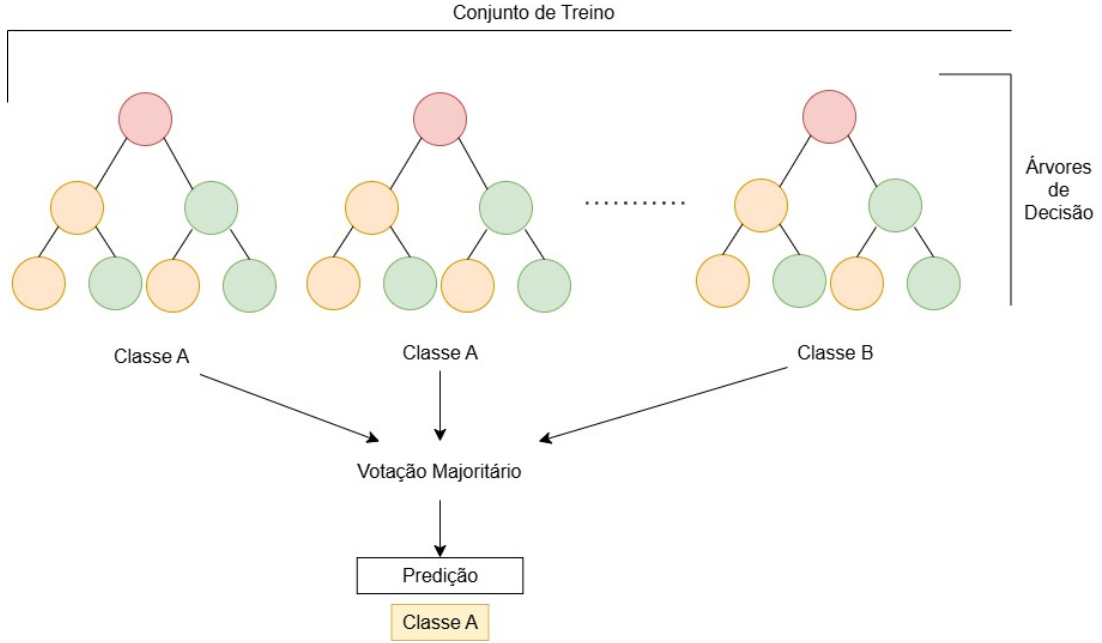 Conjunto de Treino
Árvores
de
Decisão
Classe A
Classe A
Classe B
Votação Majoritário
Predição
Classe A